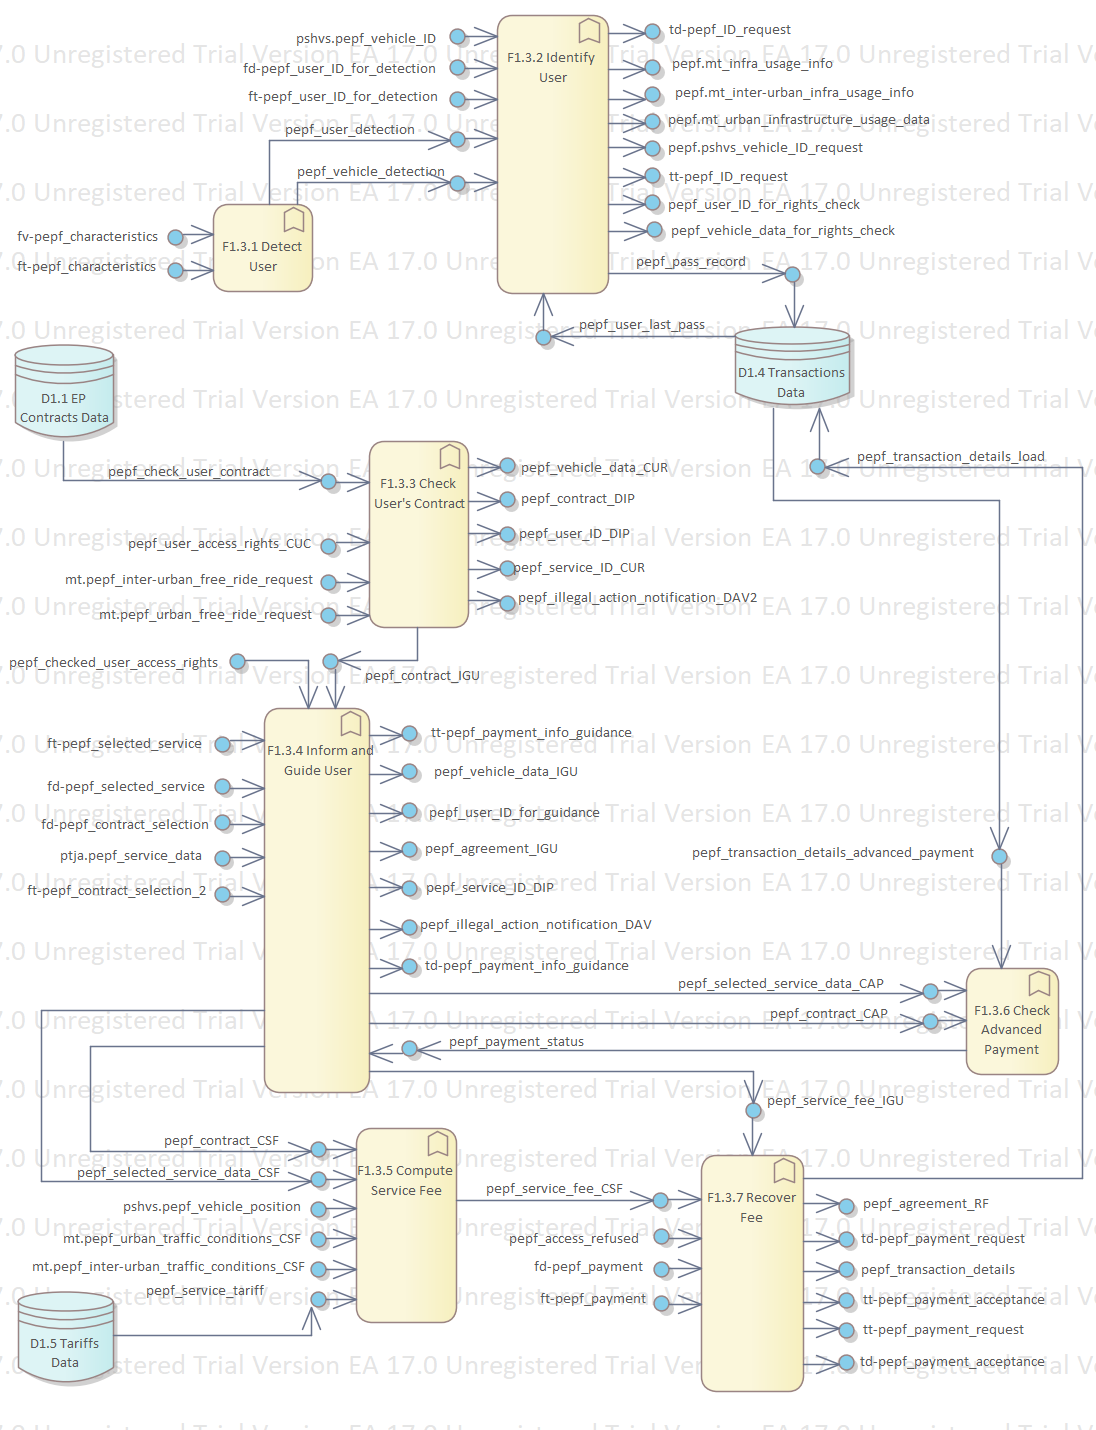 td-pepf_ID_request
pshvs.pepf_vehicle_ID
F1.3.2 Identify
User
pepf.mt_infra_usage_info
fd-pepf_user_ID_for_detection
ft-pepf_user_ID_for_detection
pepf.mt_inter-urban_infra_usage_info
pepf.mt_urban_infrastructure_usage_data
pepf_user_detection
pepf.pshvs_vehicle_ID_request
pepf_vehicle_detection
tt-pepf_ID_request
pepf_user_ID_for_rights_check
pepf_vehicle_data_for_rights_check
fv-pepf_characteristics
F1.3.1 Detect
User
ft-pepf_characteristics
pepf_pass_record
pepf_user_last_pass
D1.4 Transactions
Data
D1.1 EP
Contracts Data
pepf_transaction_details_load
pepf_check_user_contract
pepf_vehicle_data_CUR
F1.3.3 Check
User's Contract
pepf_contract_DIP
pepf_user_ID_DIP
pepf_user_access_rights_CUC
pepf_service_ID_CUR
mt.pepf_inter-urban_free_ride_request
pepf_illegal_action_notification_DAV2
mt.pepf_urban_free_ride_request
pepf_checked_user_access_rights
pepf_contract_IGU
tt-pepf_payment_info_guidance
ft-pepf_selected_service
F1.3.4 Inform and
Guide User
pepf_vehicle_data_IGU
fd-pepf_selected_service
pepf_user_ID_for_guidance
fd-pepf_contract_selection
pepf_agreement_IGU
ptja.pepf_service_data
pepf_transaction_details_advanced_payment
pepf_service_ID_DIP
ft-pepf_contract_selection_2
pepf_illegal_action_notification_DAV
td-pepf_payment_info_guidance
pepf_selected_service_data_CAP
pepf_contract_CAP
F1.3.6 Check
Advanced
Payment
pepf_payment_status
pepf_service_fee_IGU
pepf_contract_CSF
pepf_selected_service_data_CSF
F1.3.5 Compute
Service Fee
pepf_service_fee_CSF
F1.3.7 Recover
Fee
pepf_agreement_RF
pshvs.pepf_vehicle_position
mt.pepf_urban_traffic_conditions_CSF
pepf_access_refused
td-pepf_payment_request
mt.pepf_inter-urban_traffic_conditions_CSF
fd-pepf_payment
pepf_transaction_details
pepf_service_tariff
ft-pepf_payment
tt-pepf_payment_acceptance
tt-pepf_payment_request
D1.5 Tariffs
Data
td-pepf_payment_acceptance